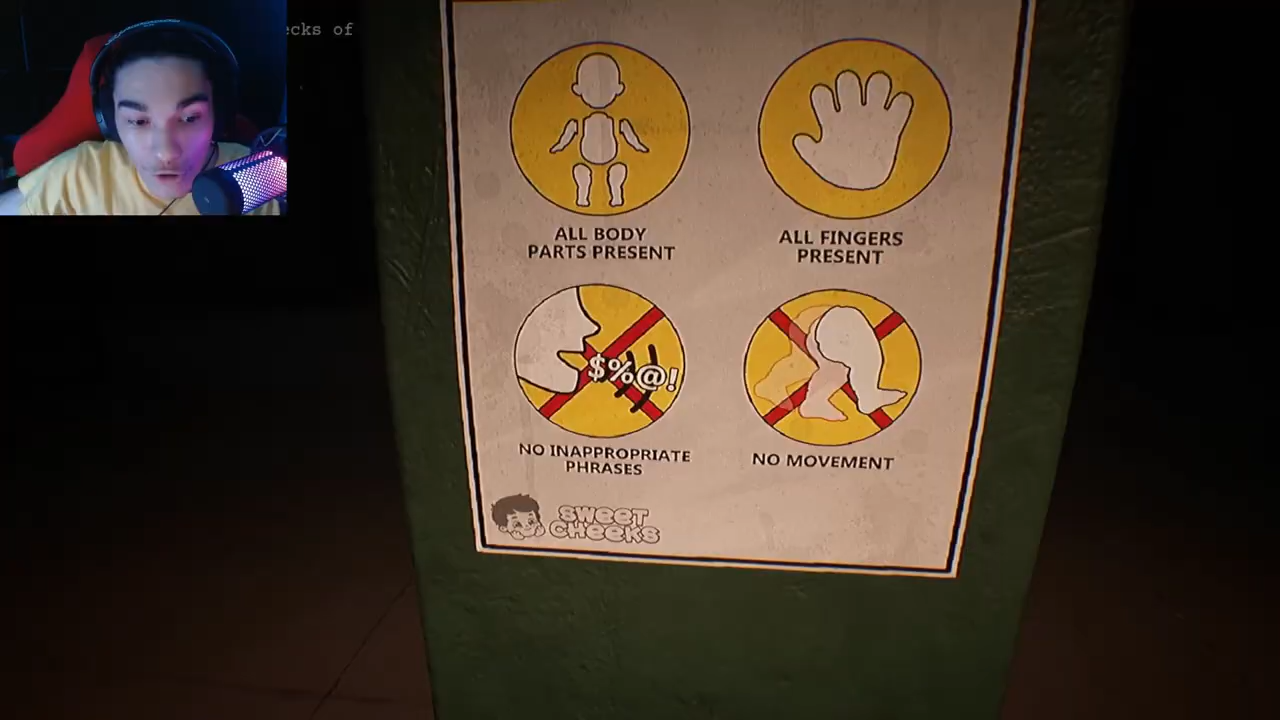 ecks of
ALL BODY
PARTS PRESENT
ALL FINGERS
PRESENT
$%@!
NO INAPPROPRIATE
PHRASES
NO MOVEMENT
SWEET
CHEEKS